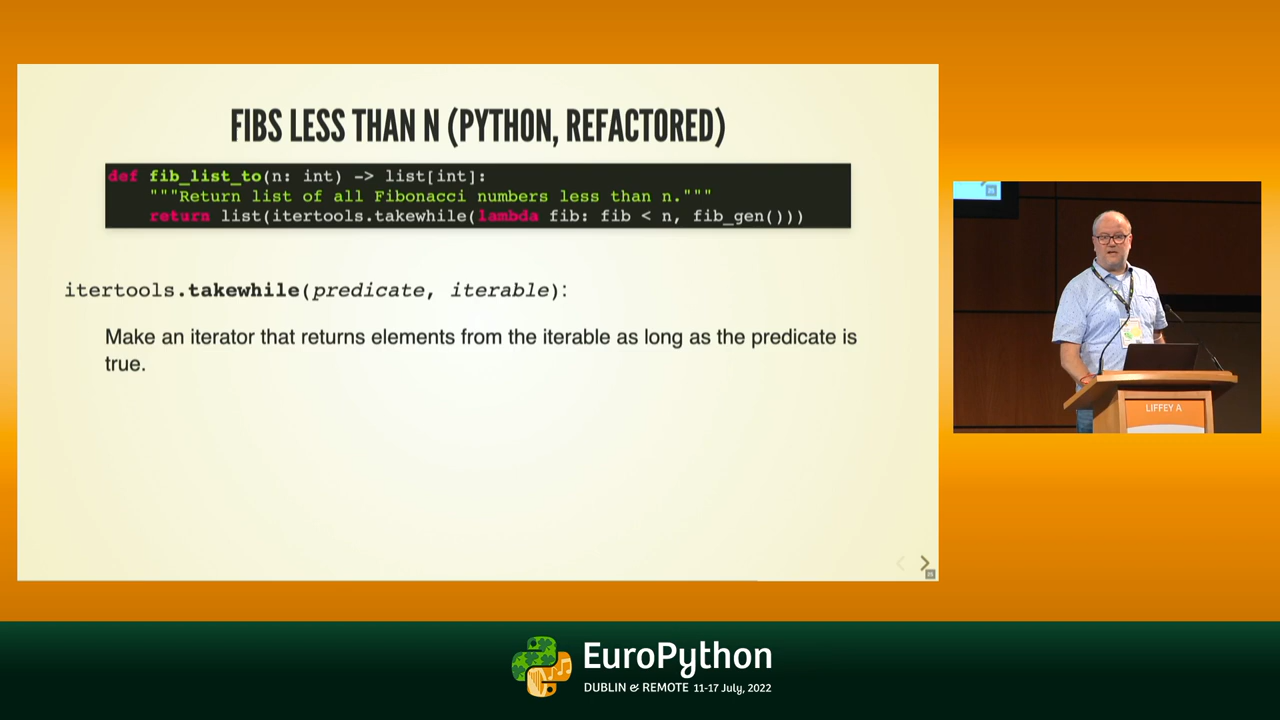 FIBS LESS THAN N (PYTHON, REFACTORED)
def fib_list_to(n: int) -> list[int]:
"""Return list of all Fibonacci numbers less than n."""
return list(itertools.takewhile(lambda fib: fib < n, fib_gen()))
itertools.takewhile(predicate, iterable):
Make an iterator that returns elements from the iterable as long as the predicate is
true.
LIFFEY A
EuroPython
DUBLIN & REMOTE 11-17 July, 2022